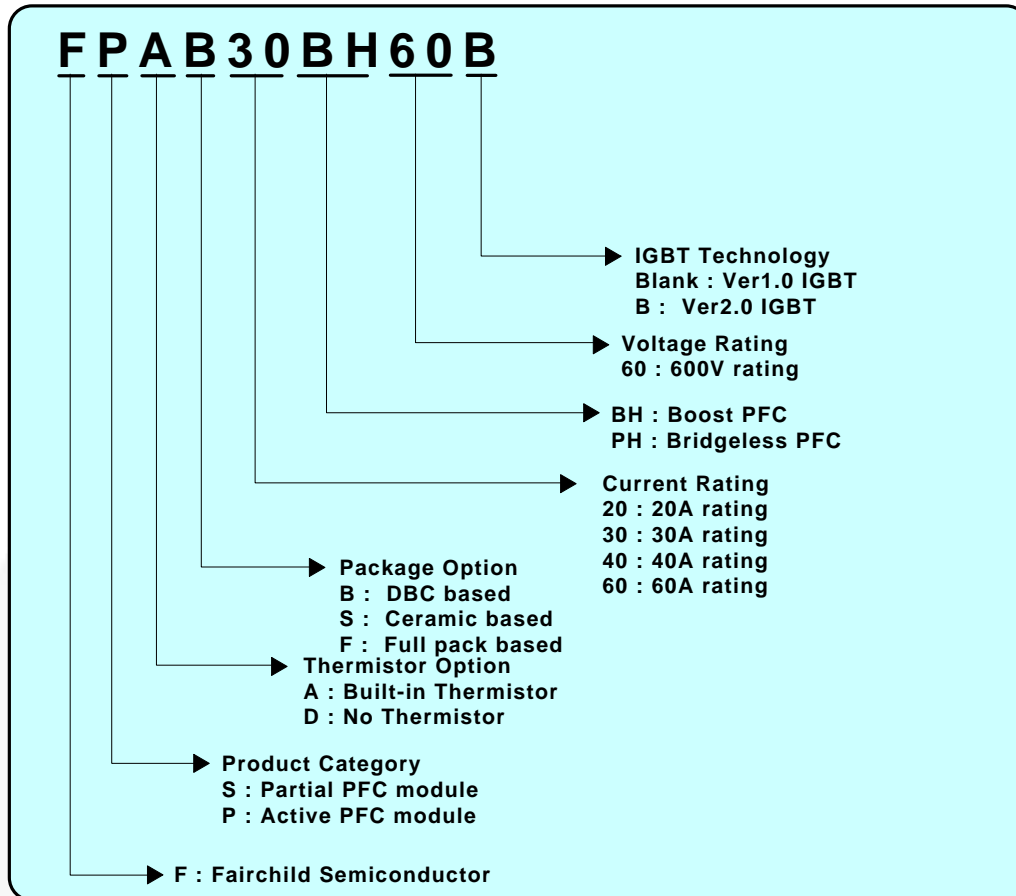 FPAB30BH60B
IGBT Technology
Blank : Ver1.0 IGBT
B : Ver2.0 IGBT
Voltage Rating
60 : 600V rating
BH : Boost PFC
PH : Bridgeless PFC
Current Rating
20 : 20A rating
30 : 30A rating
40 : 40A rating
60 : 60A rating
Package Option
B : DBC based
S : Ceramic based
F : Full pack based
Thermistor Option
A : Built-in Thermistor
D : No Thermistor
Product Category
S : Partial PFC module
P : Active PFC module
F : Fairchild Semiconductor